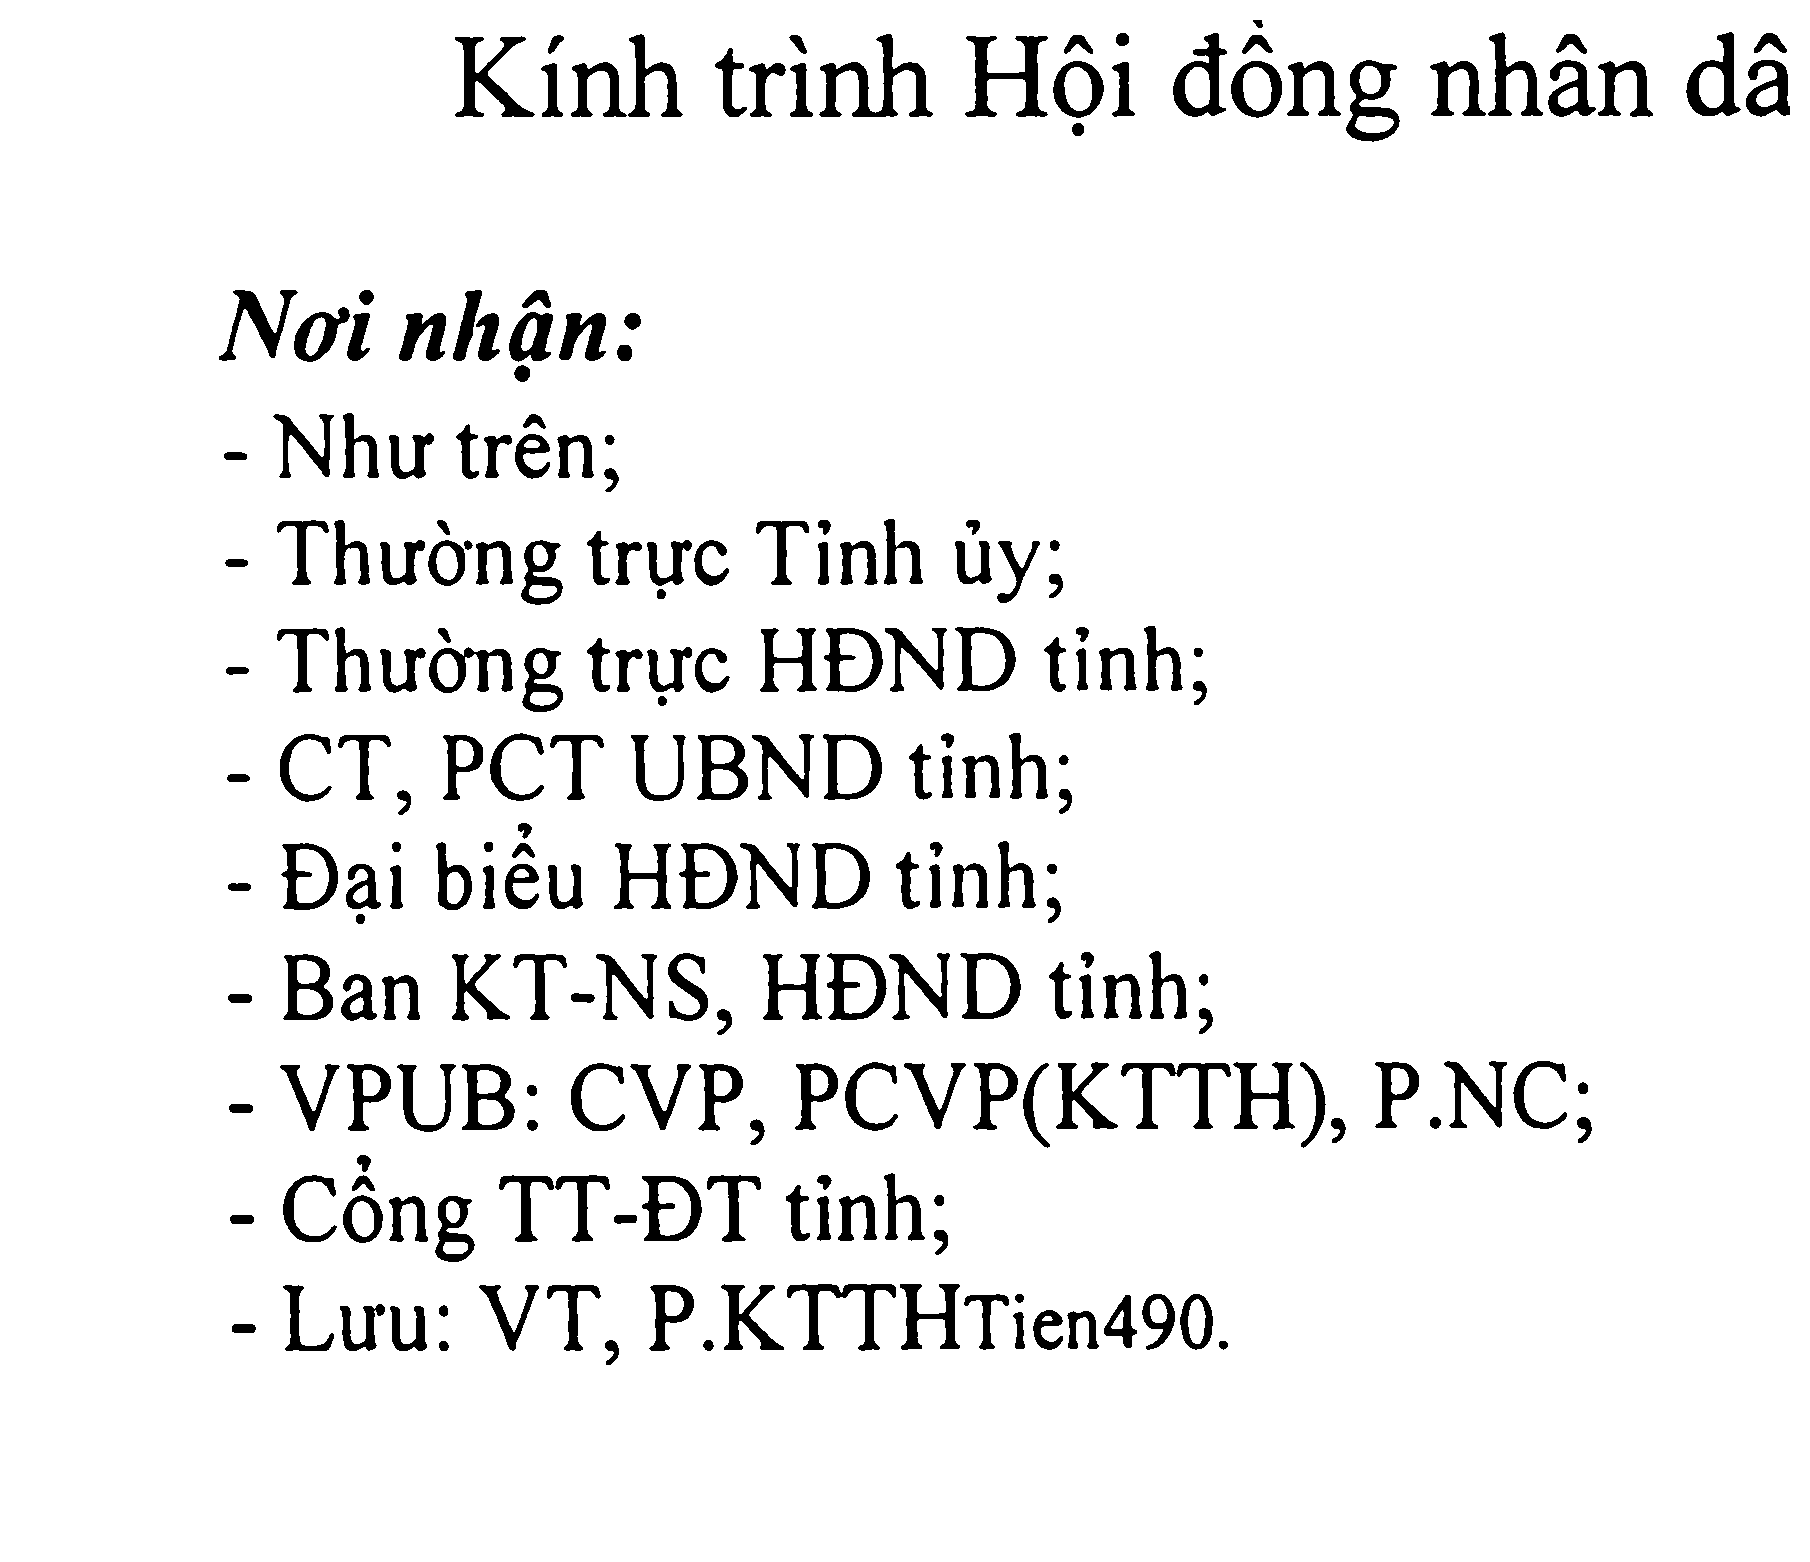 Kính trình Hội đồng nhân dâ
Nơi nhận:
- Như trên;
- Thường trực Tỉnh ủy;
- Thường trực HĐND tỉnh;
- CT, PCT UBND tỉnh;
- Đại biểu HĐND tỉnh;
- Ban KT-NS, HĐND tỉnh;
- VPUB: CVP, PCVP(KTTH), P.NC;
- Cổng TT-ĐT tỉnh;
- Lưu: VT, P.KTTHTien490.